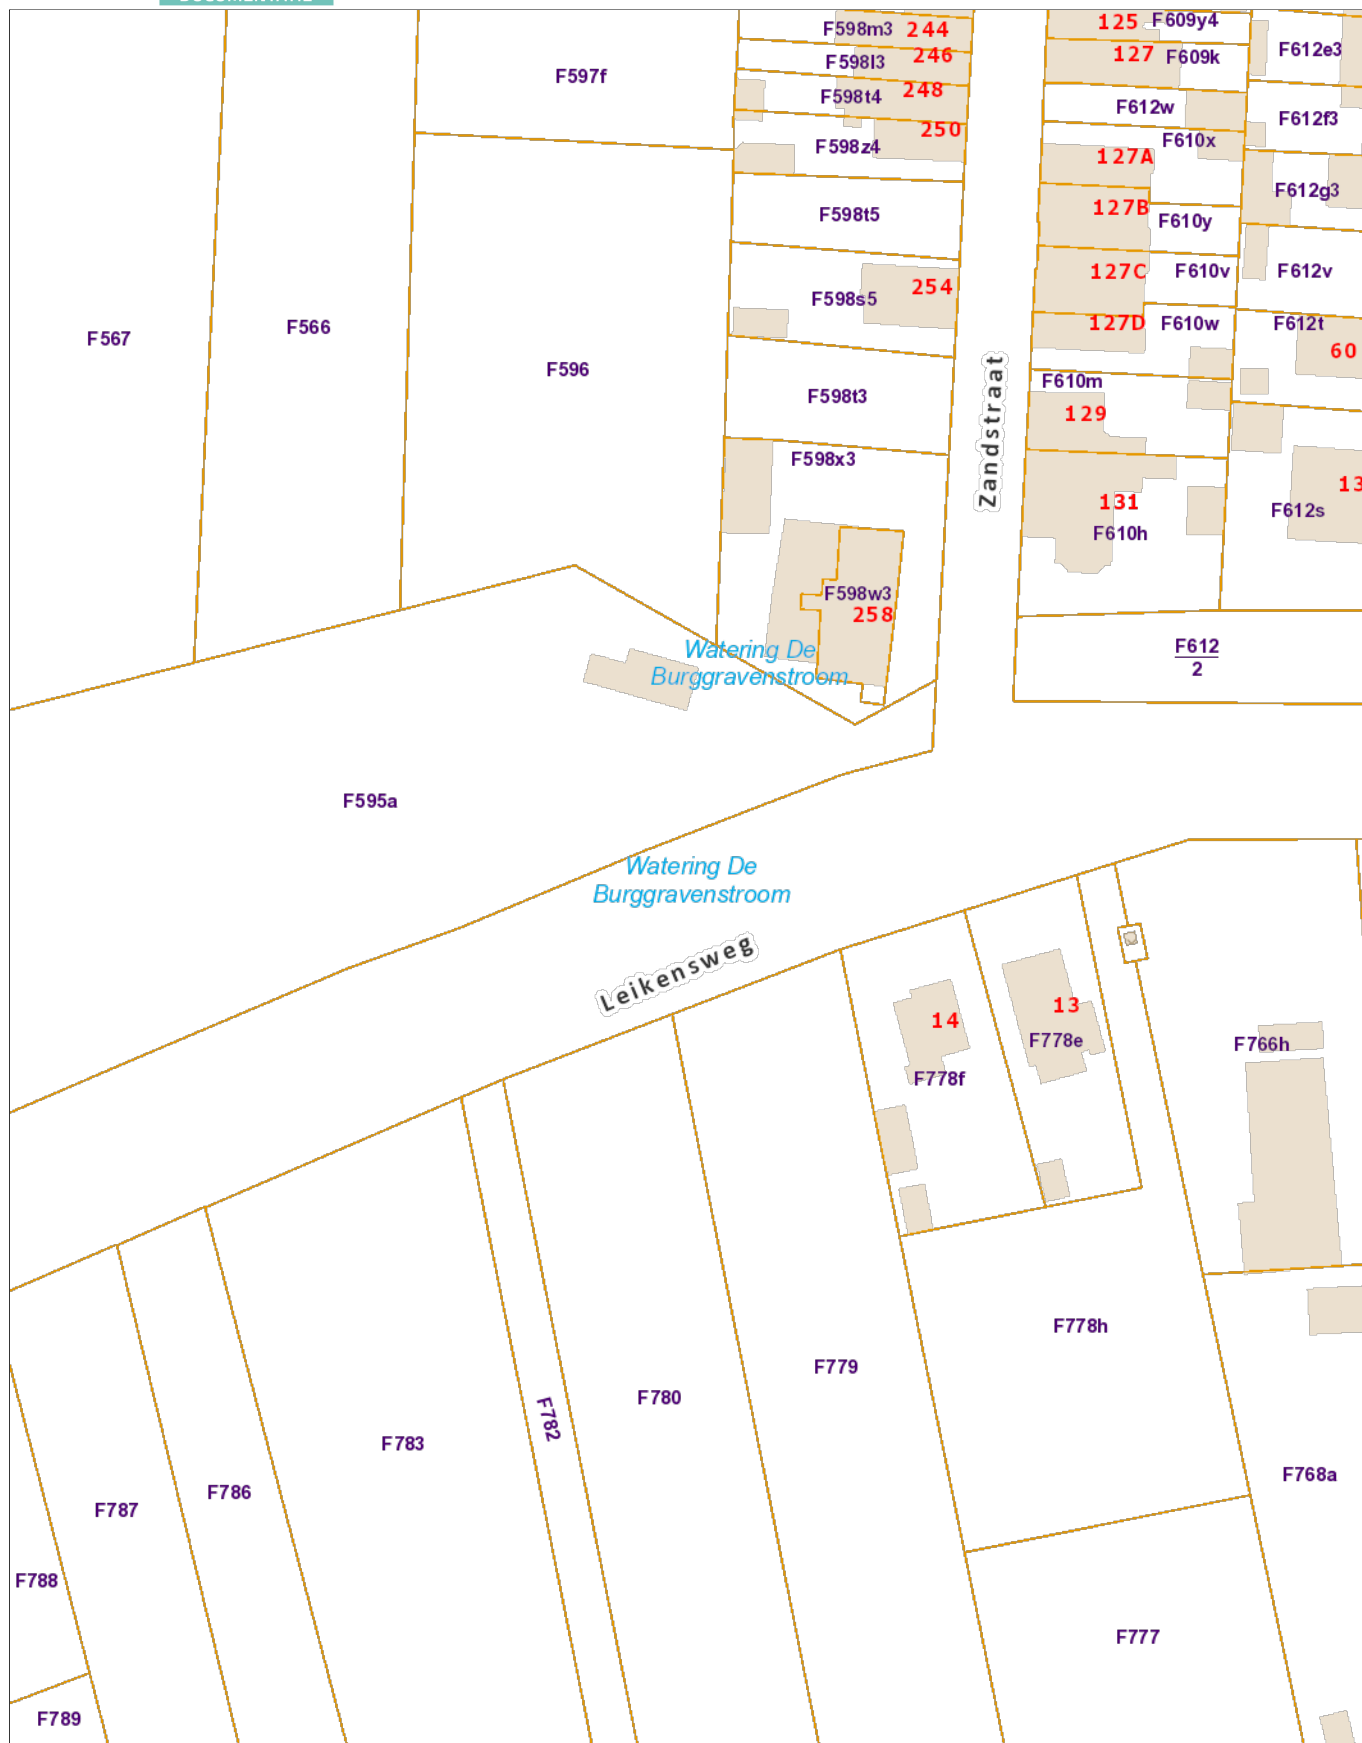 F598m3 244 125 F609y4
F597f F598l3 246 127 F609k F612e3
F598t4 248 F612w F612f3
F598z4 250 F610x
127A
F598t5 127B F610y F612g3
F598s5 254 127C F610v F612v
F567 F566 127D F610w F612t
60
F596 F598t3 Zandstraat F610m
129
F598x3 131 F612s 13
F610h
F598w3
258
Watering De
Burggravenstroom
F612
2
F595a
Watering De
Burggravenstroom
Leikensweg
14 13
F778f F778e F766h
F778h
F779
F780
F782
F783
F768a
F786
F787
F788
F777
F789